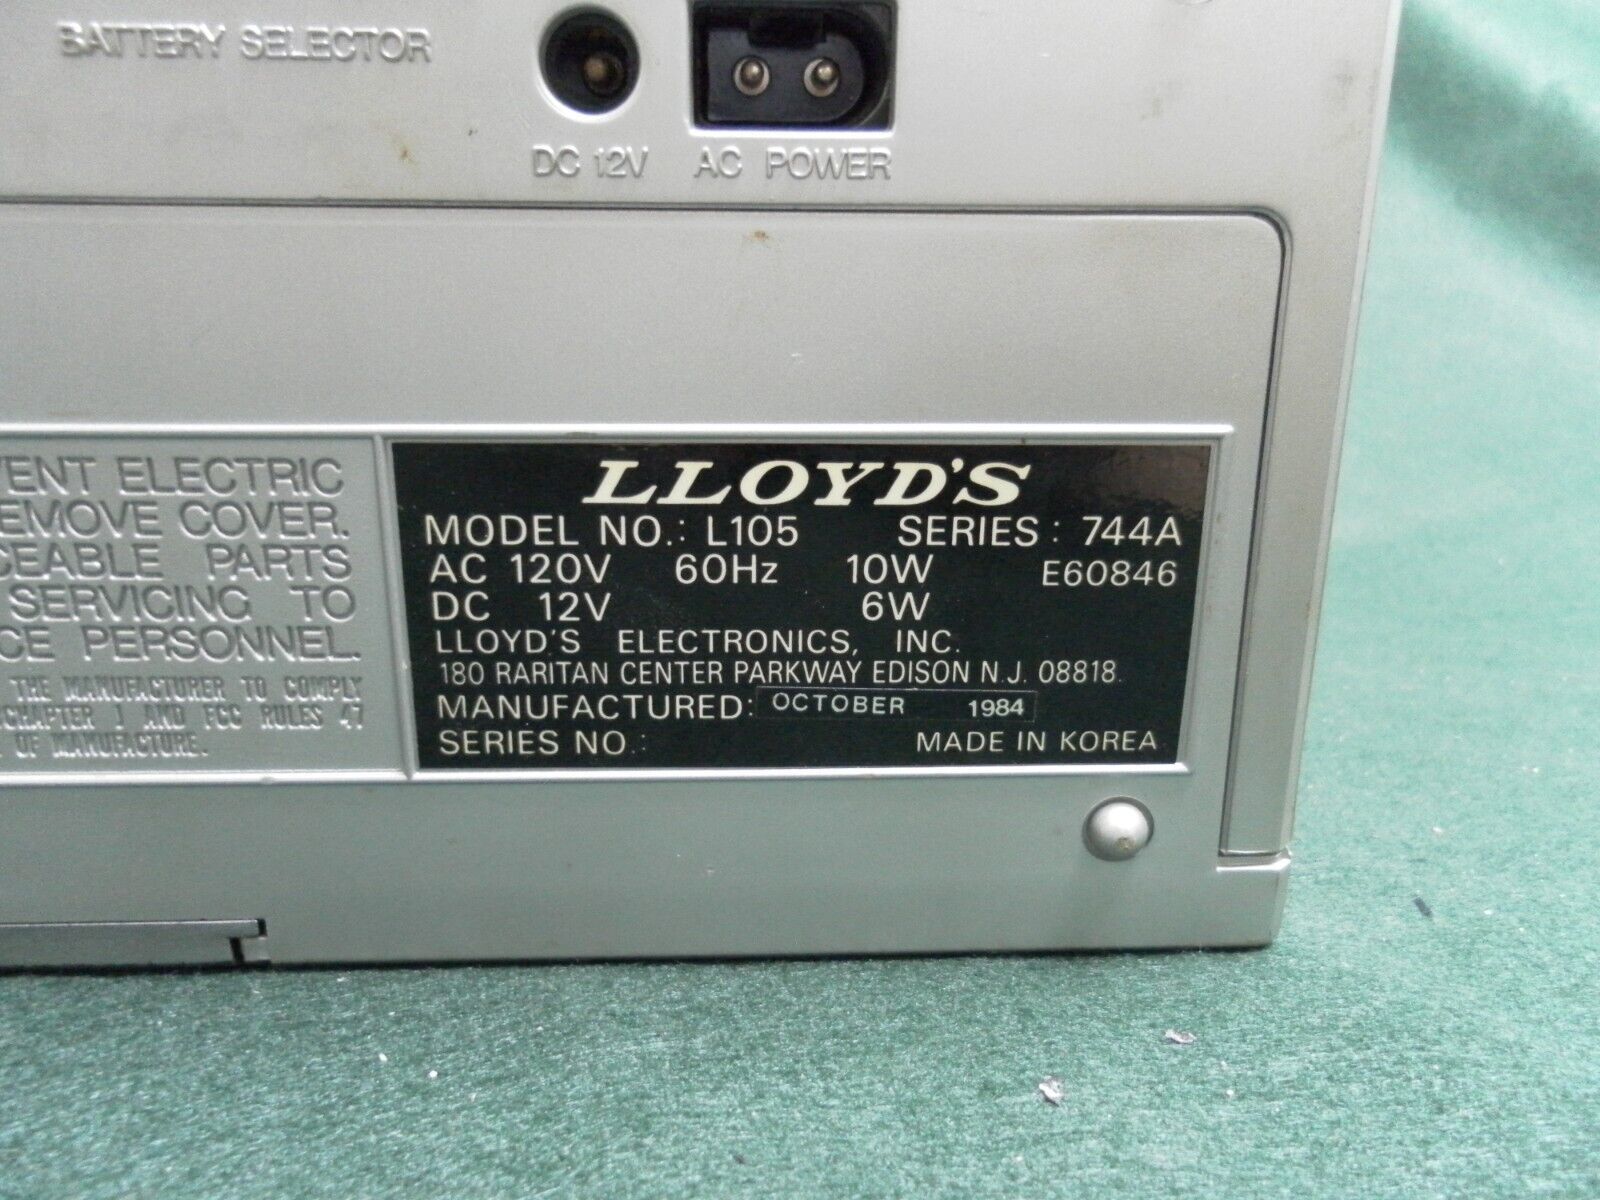 BATTERY SELECTOR
DC 12V AC POWER
VENT ELECTRIC
EMOVE COVER.
CEABLE PARTS
SERVICING TO
CE PERSONNEL.
THE MANUFACTURER TO COMPLY
CHAPTER 1 AND FCC RULES 47
OF MANUFACTURE.
LLOYD'S
MODEL NO.: L105 SERIES: 744A
AC 120V 60Hz 10W E60846
DC 12V 6W
LLOYD'S ELECTRONICS, INC.
180 RARITAN CENTER PARKWAY EDISON N.J. 08818.
MANUFACTURED: OCTOBER 1984
SERIES NO.: MADE IN KOREA